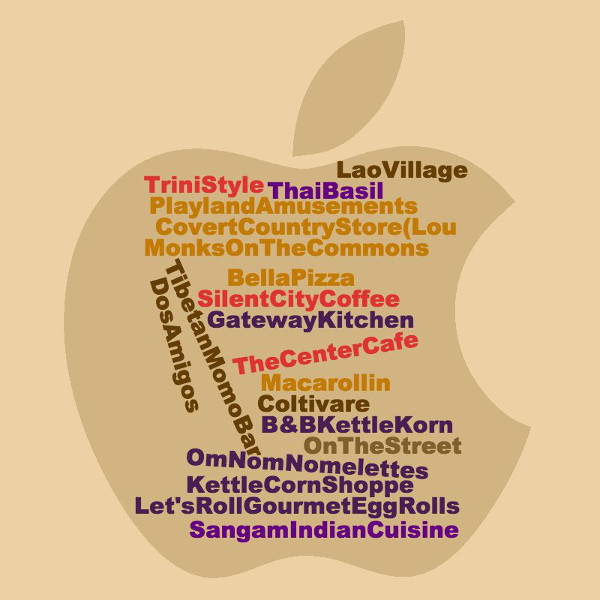 LaoVillage
TriniStyle
ThaiBasil
PlaylandAmusements
CovertCountryStore(Lou
MonksOnTheCommons
BellaPizza
TibetanMomoBar
DosAmigos
SilentCityCoffee
GatewayKitchen
TheCenterCafe
Macarollin
Coltivare
B&BKettleKorn
OnTheStreet
OmNomNomelettes
KettleCornShoppe
Let'sRollGourmetEggRolls
SangamIndianCuisine